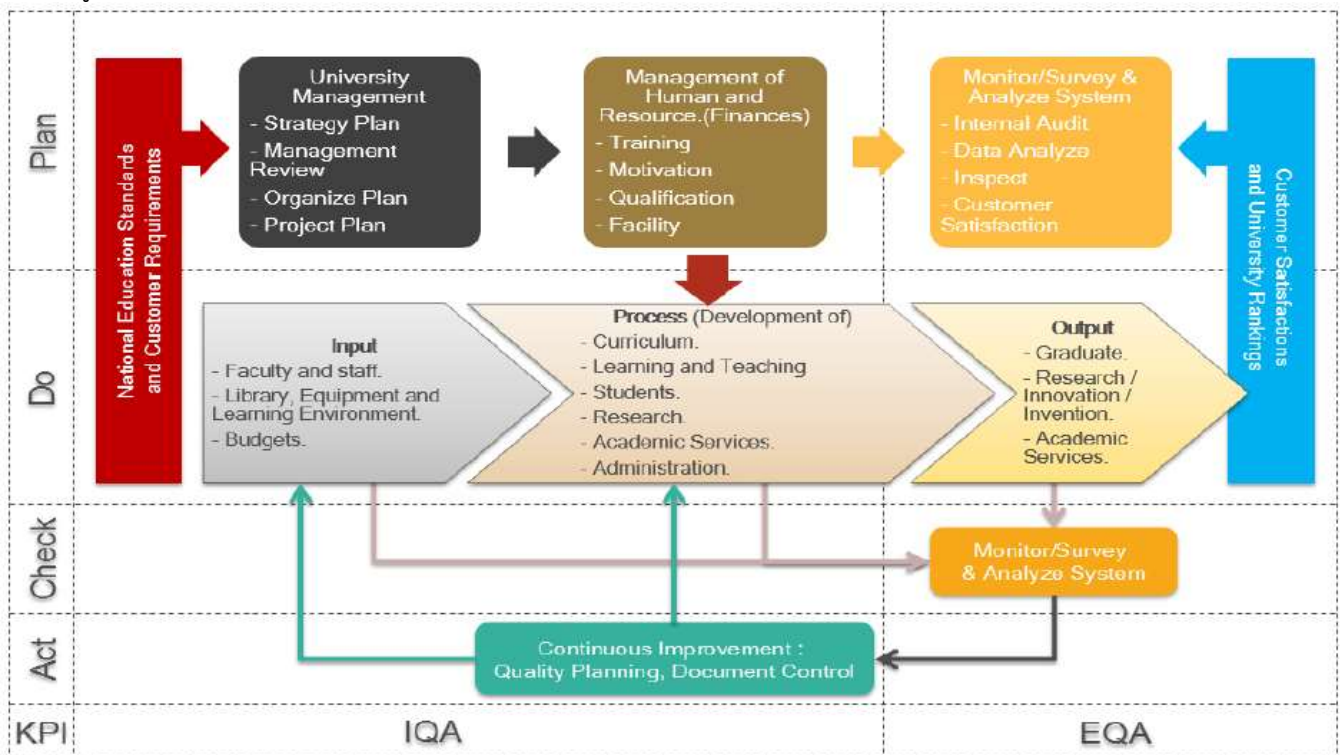 Plan
National Education Standards
and Customer Requirements
University
Management
- Strategy Plan
- Management
Review
- Organize Plan
- Project Plan
Management of
Human and
Resource.(Finances)
- Training
- Motivation
- Qualification
- Facility
Monitor/Survey &
Analyze System
- Internal Audit
- Data Analyze
- Inspect
- Customer
Satisfaction
Customer Satisfactions
and University Rankings
Do
Input
- Faculty and staff.
- Library, Equipment and
Learning Environment.
- Budgets.
Process (Development of)
- Curriculum.
- Learning and Teaching
- Students.
- Research.
- Academic Services.
- Administration.
Output
- Graduate.
- Research /
Innovation /
Invention.
- Academic
Services.
Check
Monitor/Survey
& Analyze System
Act
Continuous Improvement :
Quality Planning, Document Control
KPI
IQA
EQA